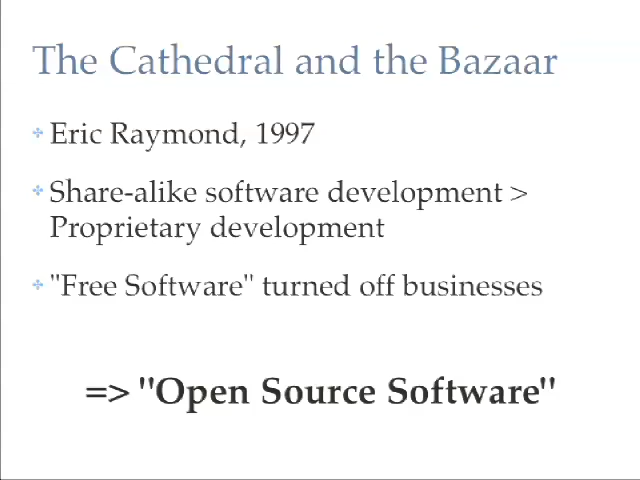 The Cathedral and the Bazaar
Eric Raymond, 1997
Share-alike software development >
Proprietary development
"Free Software" turned off businesses
=> "Open Source Software"